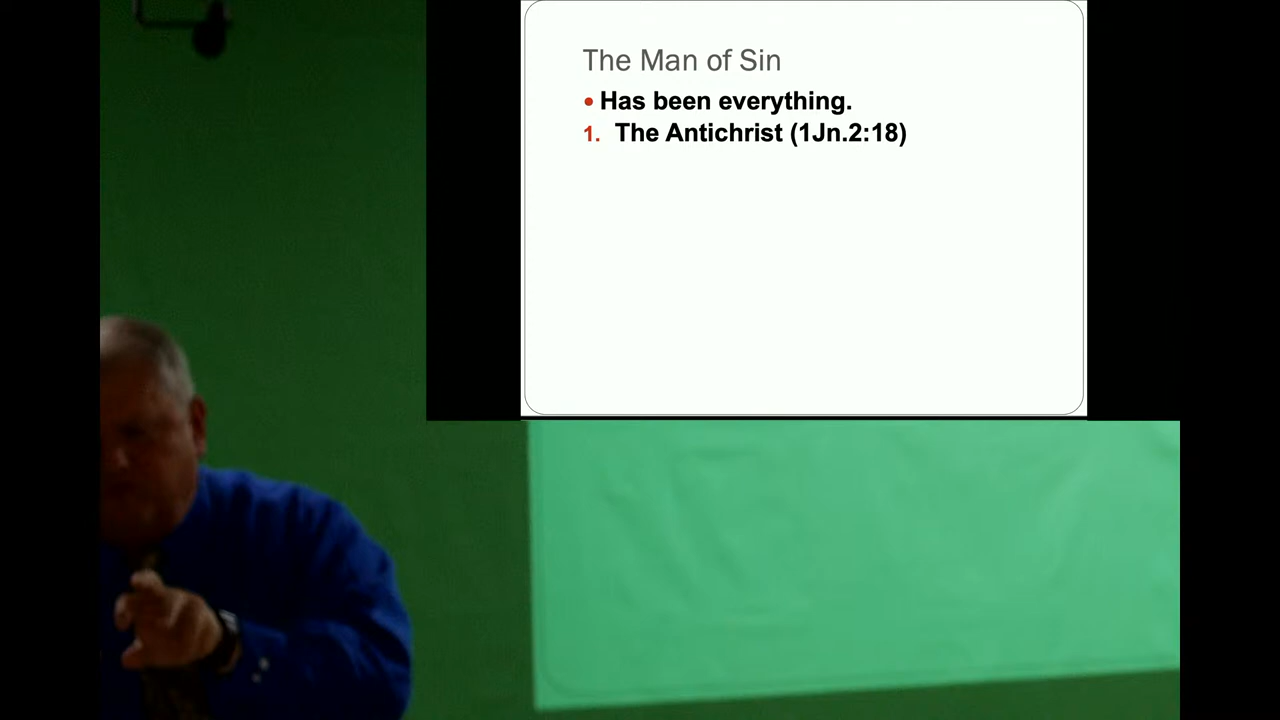 The Man of Sin
• Has been everything.
1. The Antichrist (1Jn.2:18)